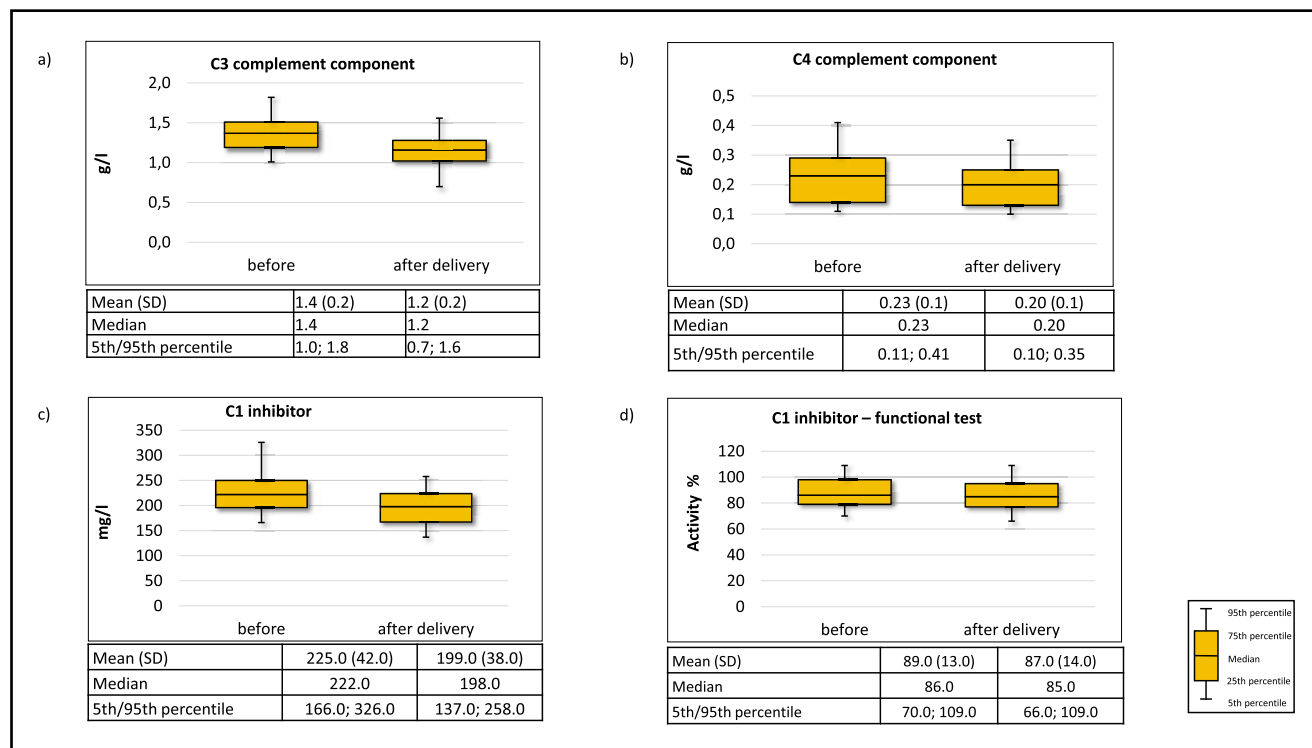 a)
C3 complement component
2,0
1,5
1,0
0,5
0,0
g/l
before after delivery
Mean (SD) 1.4 (0.2) 1.2 (0.2)
Median 1.4 1.2
5th/95th percentile 1.0; 1.8 0.7; 1.6
b)
C4 complement component
0,5
0,4
0,3
0,2
0,1
0,0
g/l
before after delivery
Mean (SD) 0.23 (0.1) 0.20 (0.1)
Median 0.23 0.20
5th/95th percentile 0.11; 0.41 0.10; 0.35
c)
C1 inhibitor
350
300
250
200
150
100
50
0
mg/l
before after delivery
Mean (SD) 225.0 (42.0) 199.0 (38.0)
Median 222.0 198.0
5th/95th percentile 166.0; 326.0 137.0; 258.0
d)
C1 inhibitor – functional test
120
100
80
60
40
20
0
Activity %
before after delivery
Mean (SD) 89.0 (13.0) 87.0 (14.0)
Median 86.0 85.0
5th/95th percentile 70.0; 109.0 66.0; 109.0
95th percentile
75th percentile
Median
25th percentile
5th percentile